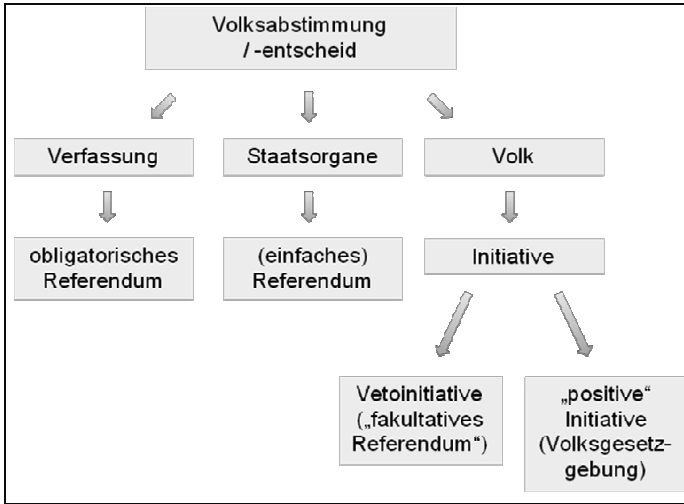 Volksabstimmung
/ -entscheid
Verfassung
Staatsorgane
Volk
obligatorisches
Referendum
(einfaches)
Referendum
Initiative
Vetoinitiative
(„fakultatives
Referendum“)
„positive“
Initiative
(Volksgesetz-
gebung)